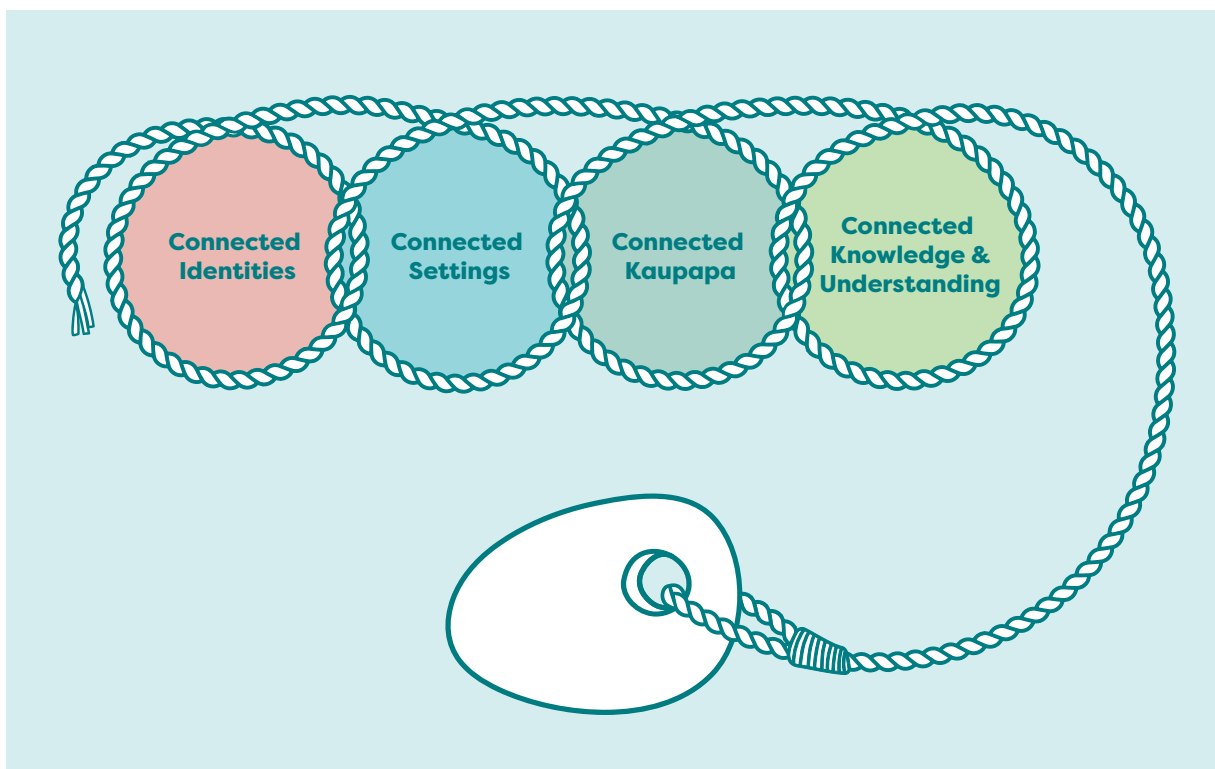 Connected
Identities
Connected
Settings
Connected
Kaupapa
Connected
Knowledge &
Understanding